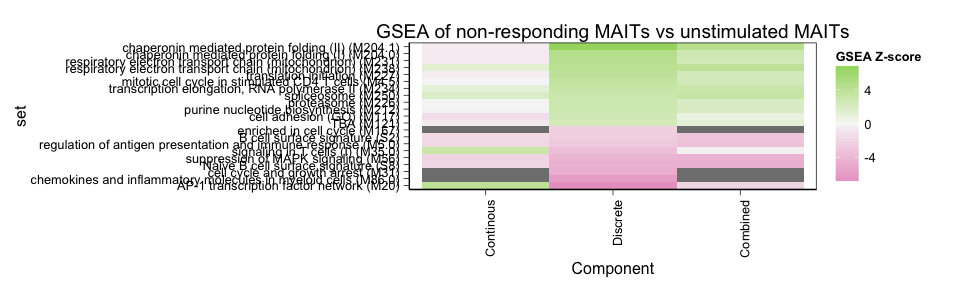 GSEA of non-responding MAITs vs unstimulated MAITs
chaperonin mediated protein folding (II) (M204.1)
chaperonin mediated protein folding (I) (M204.0)
respiratory electron transport chain (mitochondrion) (M231)
respiratory electron transport chain (mitochondrion) (M238)
translation initiation (M227)
mitotic cell cycle in stimulated CD4 T cells (M4.5)
transcription elongation, RNA polymerase II (M234)
spliceosome (M250)
proteasome (M226)
purine nucleotide biosynthesis (M212)
cell adhesion (GO) (M117)
TBA (M121)
enriched in cell cycle (M167)
B cell surface signature (S2)
regulation of antigen presentation and immune response (M5.0)
signaling in T cells (I) (M35.0)
suppression of MAPK signaling (M56)
Naive B cell surface signature (S8)
cell cycle and growth arrest (M31)
chemokines and inflammatory molecules in myeloid cells (M86.0)
AP-1 transcription factor network (M20)
set
Continous
Discrete
Combined
Component
GSEA Z-score
4
0
-4